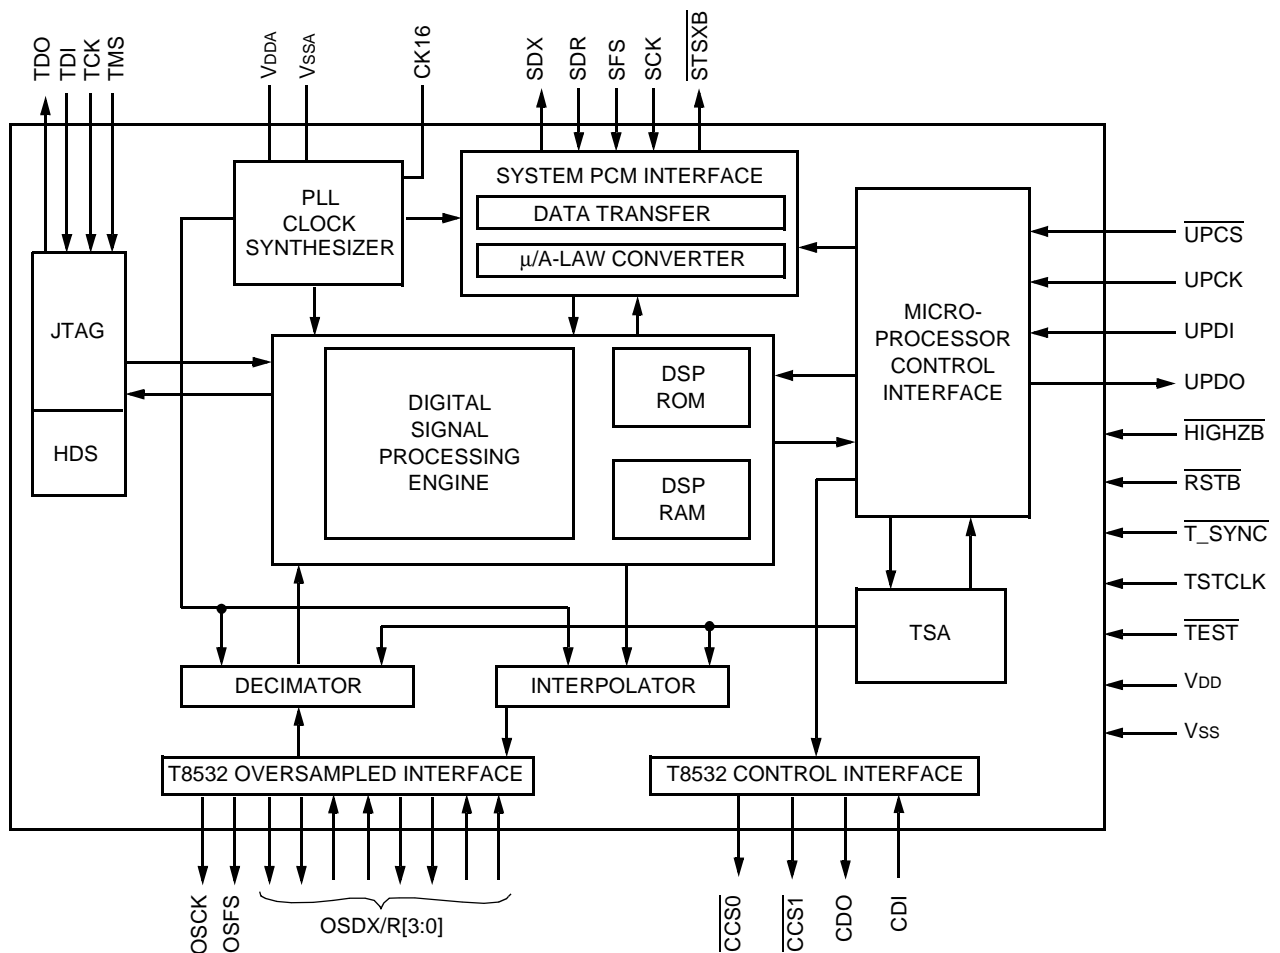 TDO
TDI
TCK
TMS
VDDA
VSSA
CK16
SDX
SDR
SFS
SCK
STSXB
PLL
CLOCK
SYNTHESIZER
SYSTEM PCM INTERFACE
DATA TRANSFER
μ/A-LAW CONVERTER
JTAG
HDS
DIGITAL
SIGNAL
PROCESSING
ENGINE
DSP
ROM
DSP
RAM
MICRO-
PROCESSOR
CONTROL
INTERFACE
UPCS
UPCK
UPDI
UPDO
HIGHZB
RSTB
T_SYNC
TSTCLK
TEST
VDD
VSS
TSA
DECIMATOR
INTERPOLATOR
T8532 OVERSAMPLED INTERFACE
T8532 CONTROL INTERFACE
OSCK
OSFS
OSDX/R[3:0]
CCS0
CCS1
CDO
CDI